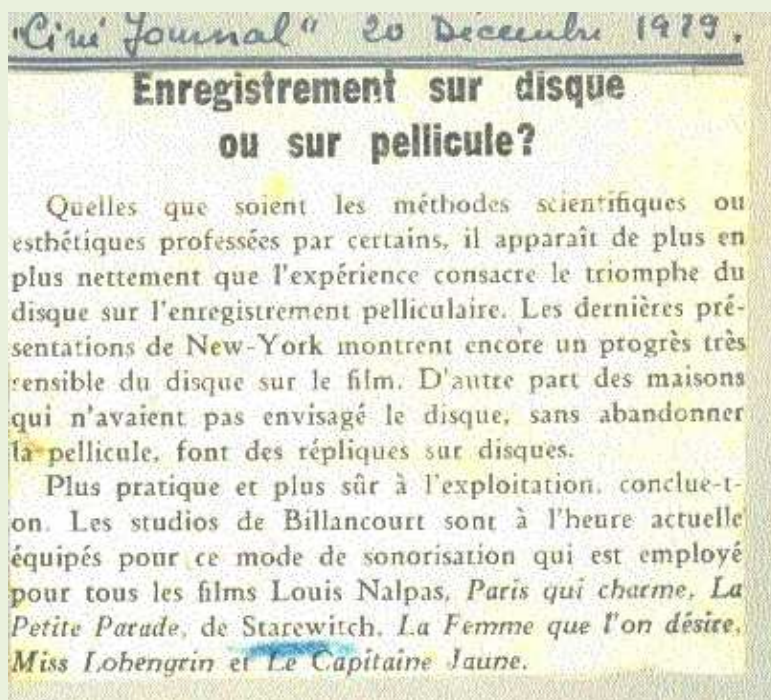 "Ciné Journal" 20 Décembre 1929.
Enregistrement sur disque
ou sur pellicule?
Quelles que soient les méthodes scientifiques ou
esthétiques professées par certains, il apparaît de plus en
plus nettement que l'expérience consacre le triomphe du
disque sur l'enregistrement pelliculaire. Les dernières pré-
sentations de New-York montrent encore un progrès très
sensible du disque sur le film. D'autre part des maisons
qui n'avaient pas envisagé le disque, sans abandonner
la pellicule, font des répliques sur disques.
Plus pratique et plus sûr à l'exploitation, conclue-t-
on. Les studios de Billancourt sont à l'heure actuelle
équipés pour ce mode de sonorisation qui est employé
pour tous les films Louis Nalpas, Paris qui charme, La
Petite Parade, de Starewitch, La Femme que l'on désire,
Miss Lohengrin et Le Capitaine Jaune.